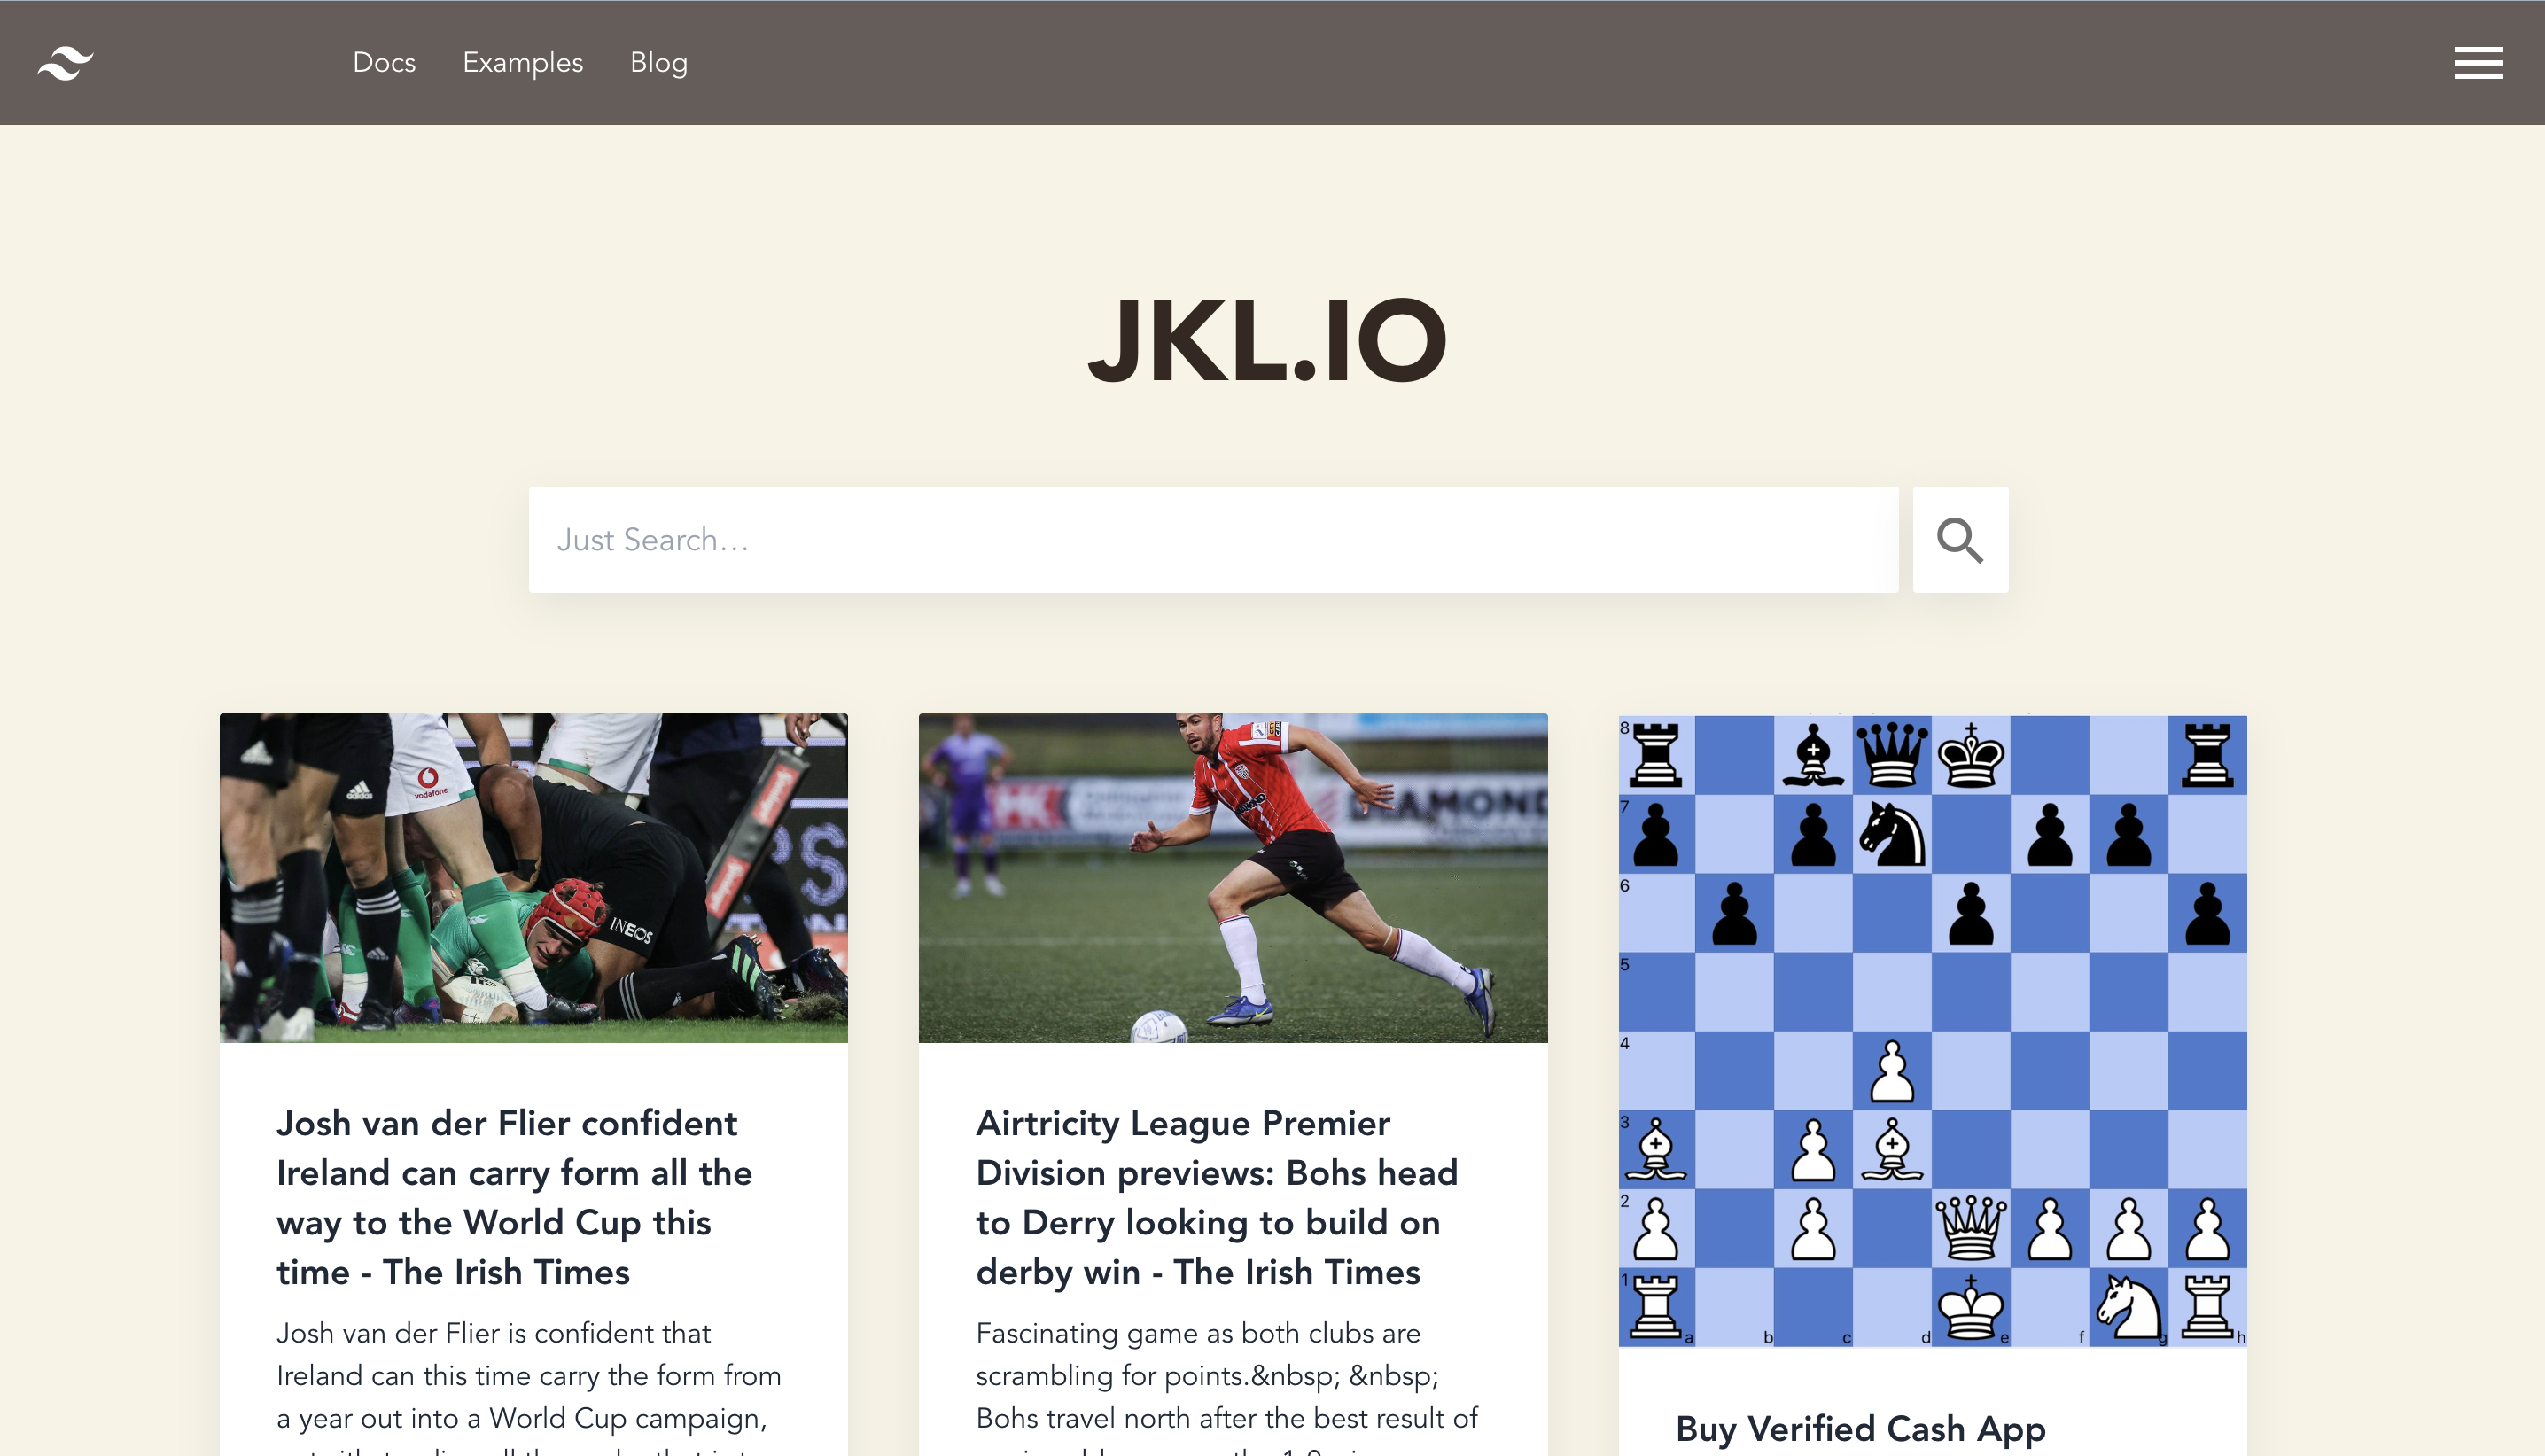 Docs Examples Blog
JKL.IO
Just Search...
vodafone
adidas
INEOS
DIAMOND
8
7
6
5
4
3
2
1
a b c d e f g h
Josh van der Flier confident
Ireland can carry form all the
way to the World Cup this
time - The Irish Times
Josh van der Flier is confident that
Ireland can this time carry the form from
a year out into a World Cup campaign,
Airtricity League Premier
Division previews: Bohs head
to Derry looking to build on
derby win - The Irish Times
Fascinating game as both clubs are
scrambling for points.&nbsp; &nbsp;
Bohs travel north after the best result of
Buy Verified Cash App